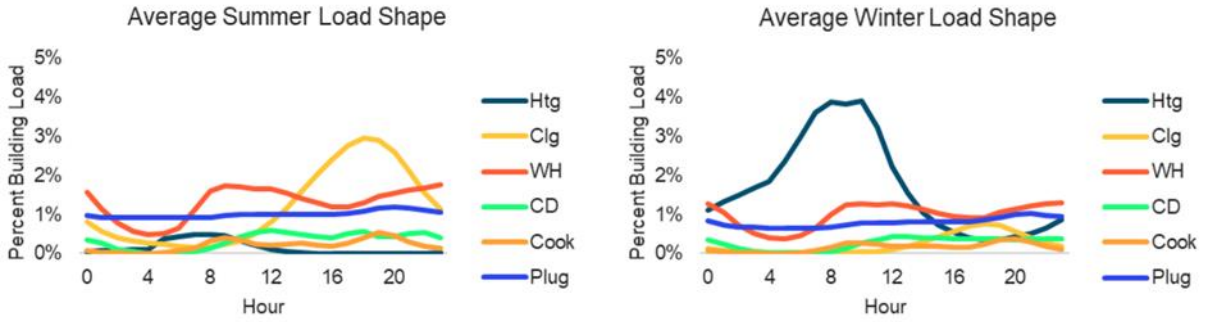 Average Summer Load Shape
Percent Building Load
5%
4%
3%
2%
1%
0%
0 4 8 12 16 20
Hour
Htg
Clg
WH
CD
Cook
Plug
Average Winter Load Shape
Percent Building Load
5%
4%
3%
2%
1%
0%
0 4 8 12 16 20
Hour
Htg
Clg
WH
CD
Cook
Plug